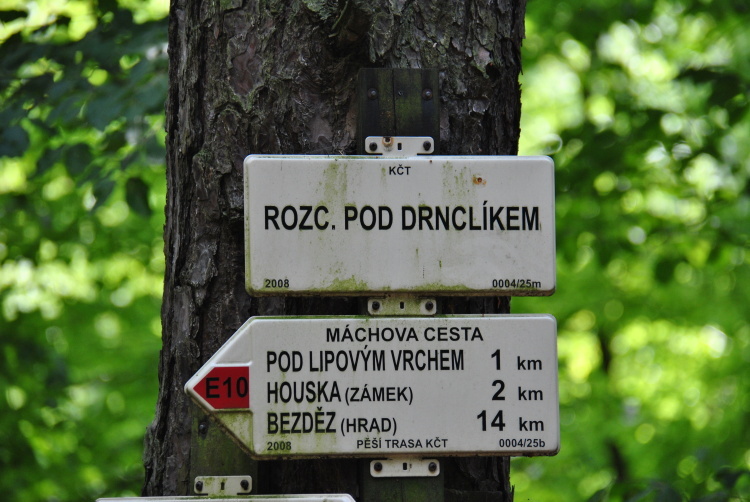 KČT
ROZC. POD DRNCLÍKEM
2008 0004/25m
MÁCHOVA CESTA
POD LIPOVÝM VRCHEM 1 km
E10
HOUSKA (ZÁMEK) 2 km
BEZDĚZ (HRAD) 14 km
2008 PĚŠÍ TRASA KČT 0004/25b